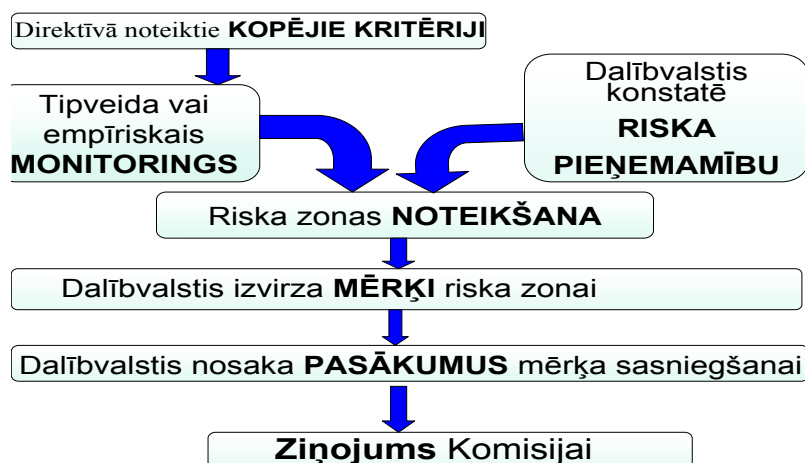 Direktīvā noteiktie KOPĒJIE KRITĒRIJI
Tipveida vai
empīriskais
MONITORINGS
Dalībvalstis
konstatē
RISKA
PIEŅEMAMĪBU
Riska zonas NOTEIKŠANA
Dalībvalstis izvirza MĒRĶI riska zonai
Dalībvalstis nosaka PASĀKUMUS mērķa sasniegšanai
Ziņojums Komisijai